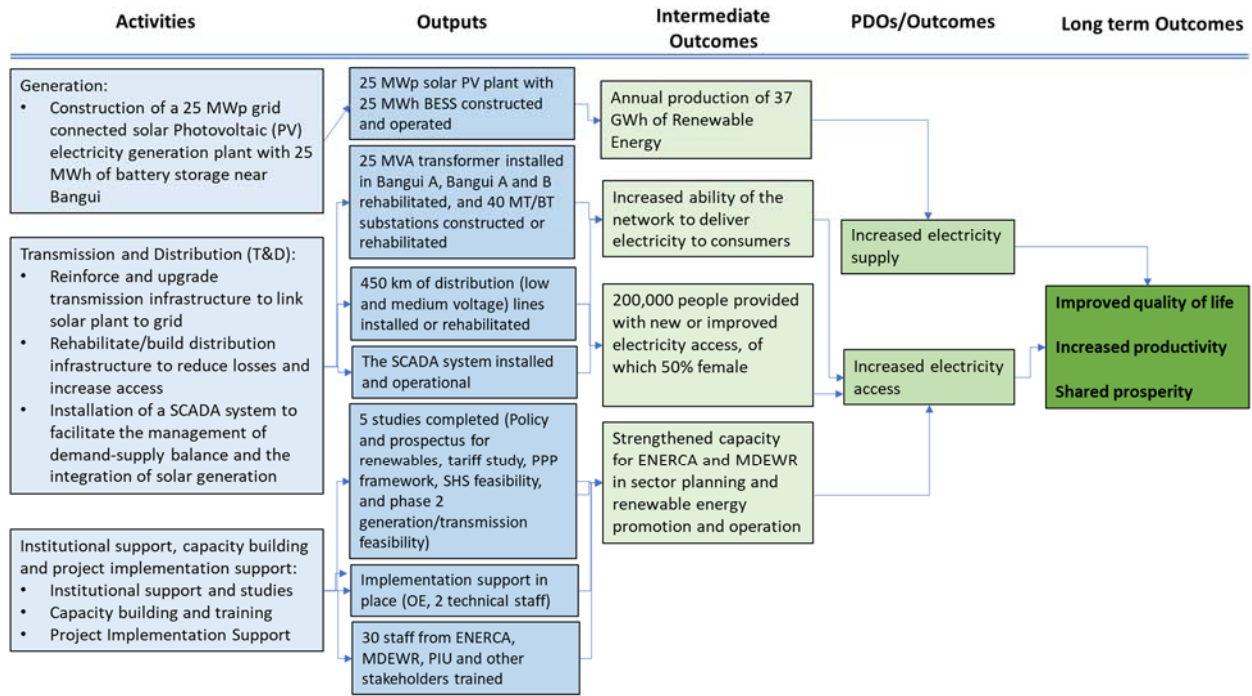 Activities
Outputs
Intermediate
Outcomes
PDOs/Outcomes
Long term Outcomes
Generation:
• Construction of a 25 MWp grid
connected solar Photovoltaic (PV)
electricity generation plant with 25
MWh of battery storage near
Bangui
Transmission and Distribution (T&D):
• Reinforce and upgrade
transmission infrastructure to link
solar plant to grid
• Rehabilitate/build distribution
infrastructure to reduce losses and
increase access
• Installation of a SCADA system to
facilitate the management of
demand-supply balance and the
integration of solar generation
Institutional support, capacity building
and project implementation support:
• Institutional support and studies
• Capacity building and training
• Project Implementation Support
25 MWp solar PV plant with
25 MWh BESS constructed
and operated
25 MVA transformer installed
in Bangui A, Bangui A and B
rehabilitated, and 40 MT/BT
substations constructed or
rehabilitated
450 km of distribution (low
and medium voltage) lines
installed or rehabilitated
The SCADA system installed
and operational
5 studies completed (Policy
and prospectus for
renewables, tariff study, PPP
framework, SHS feasibility,
and phase 2
generation/transmission
feasibility)
Implementation support in
place (OE, 2 technical staff)
30 staff from ENERCA,
MDEWR, PIU and other
stakeholders trained
Annual production of 37
GWh of Renewable
Energy
Increased ability of the
network to deliver
electricity to consumers
200,000 people provided
with new or improved
electricity access, of
which 50% female
Strengthened capacity
for ENERCA and MDEWR
in sector planning and
renewable energy
promotion and operation
Increased electricity
supply
Increased electricity
access
Improved quality of life
Increased productivity
Shared prosperity